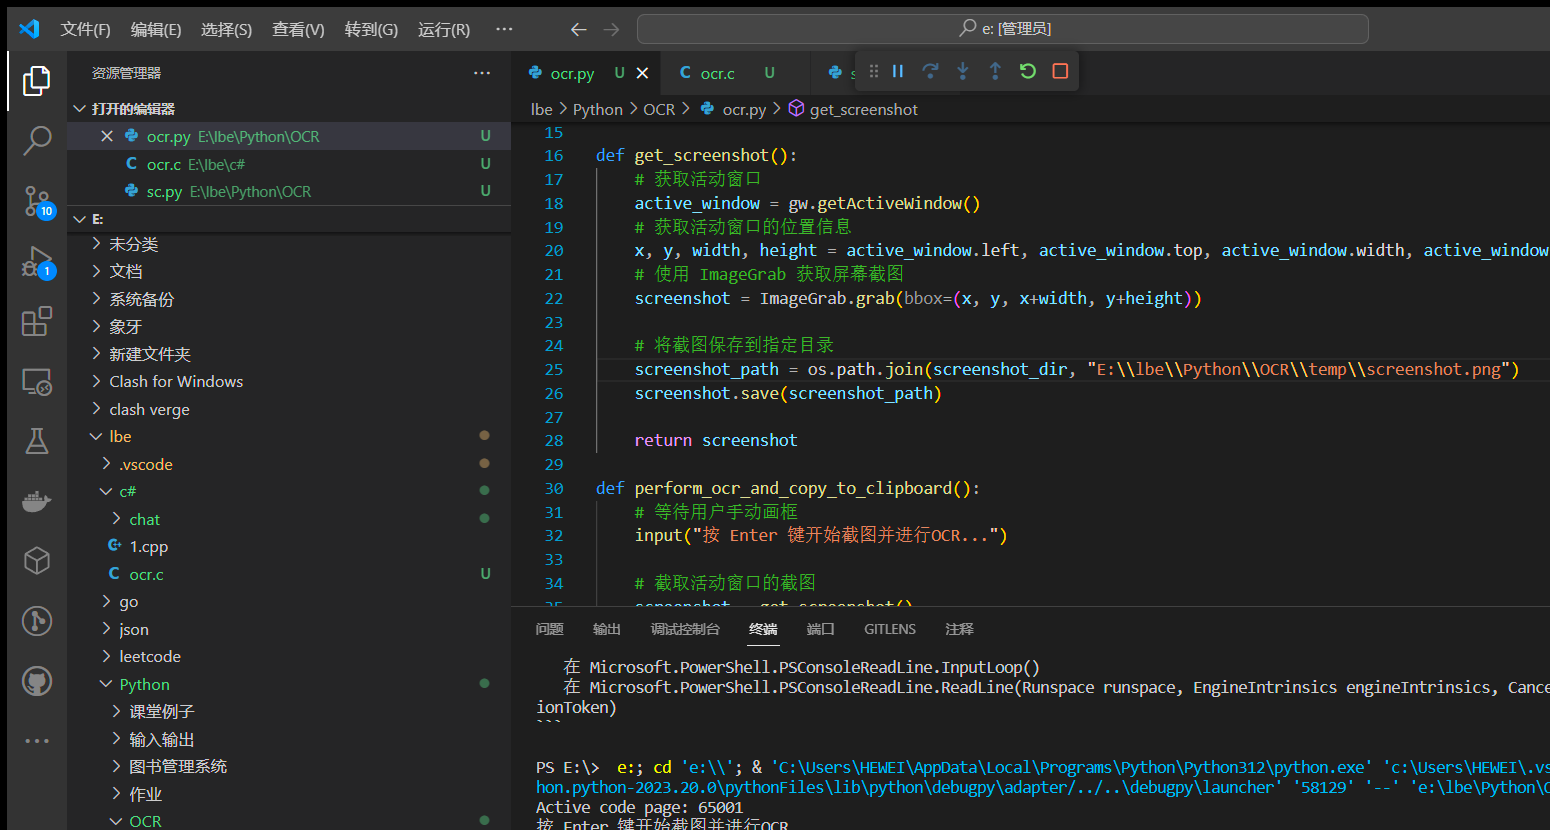 文件(F) 编辑(E) 选择(S) 查看(V) 转到(G) 运行(R) ··· e: [管理员]
资源管理器 ···
打开的编辑器
ocr.py E:\lbe\Python\OCR U
ocr.c E:\lbe\c# U
sc.py E:\lbe\Python\OCR U
10
1
E:
未分类
文档
系统备份
象牙
新建文件夹
Clash for Windows
clash verge
lbe
.vscode
c#
chat
1.cpp
ocr.c U
go
json
leetcode
Python
课堂例子
输入输出
图书管理系统
作业
OCR
ocr.py U ocr.c U s
lbe > Python > OCR > ocr.py > get_screenshot
15
16 def get_screenshot():
17 # 获取活动窗口
18 active_window = gw.getActiveWindow()
19 # 获取活动窗口的位置信息
20 x, y, width, height = active_window.left, active_window.top, active_window.width, active_window
21 # 使用 ImageGrab 获取屏幕截图
22 screenshot = ImageGrab.grab(bbox=(x, y, x+width, y+height))
23
24 # 将截图保存到指定目录
25 screenshot_path = os.path.join(screenshot_dir, "E:\\lbe\\Python\\OCR\\temp\\screenshot.png")
26 screenshot.save(screenshot_path)
27
28 return screenshot
29
30 def perform_ocr_and_copy_to_clipboard():
31 # 等待用户手动画框
32 input("按 Enter 键开始截图并进行OCR...")
33
34 # 截取活动窗口的截图
35 screenshot = get_screenshot()
问题 输出 调试控制台 终端 端口 GITLENS 注释
在 Microsoft.PowerShell.PSConsoleReadLine.InputLoop()
在 Microsoft.PowerShell.PSConsoleReadLine.ReadLine(Runspace runspace, EngineIntrinsics engineIntrinsics, Cance
ionToken)
```
PS E:\> e:; cd 'e:\\'; & 'C:\Users\HEWEI\AppData\Local\Programs\Python\Python312\python.exe' 'c:\Users\HEWEI\.vs
hon.python-2023.20.0\pythonFiles\lib\python\debugpy\adapter/../..\debugpy\launcher' '58129' '--' 'e:\lbe\Python\O
Active code page: 65001
按 Enter 键开始截图并进行OCR